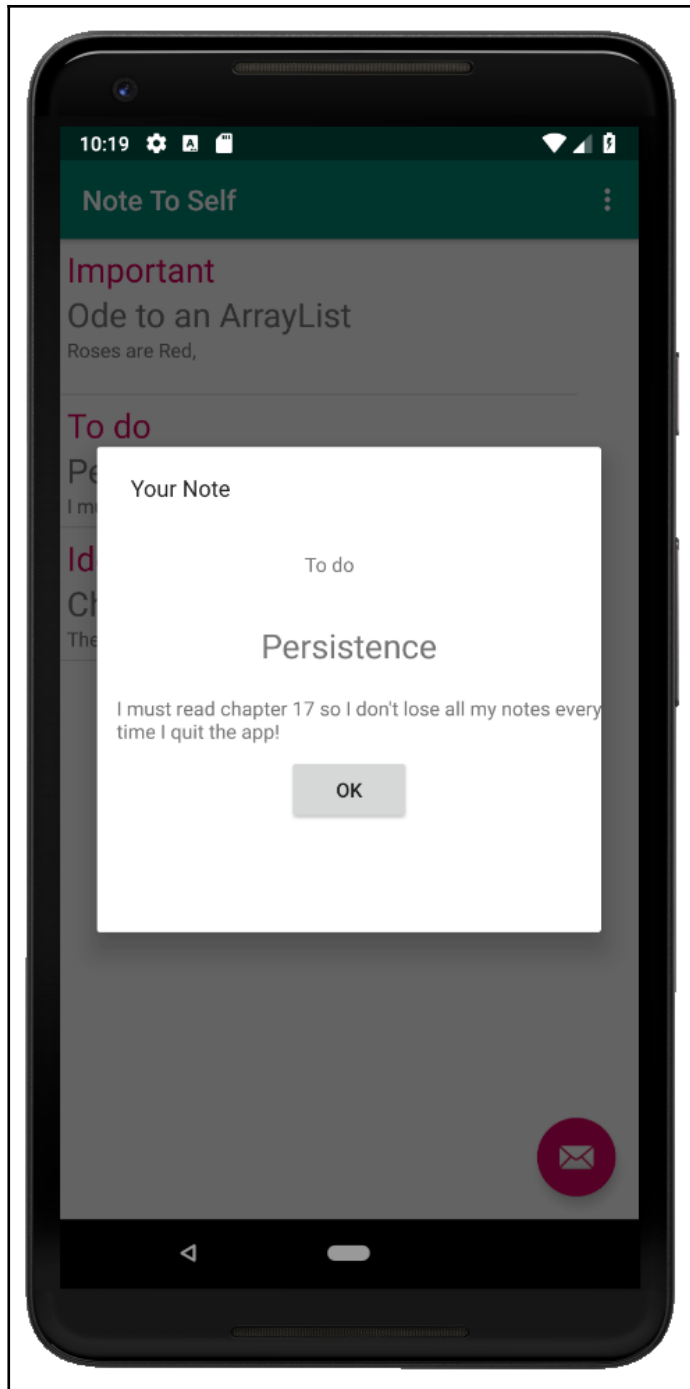 10:19
Note To Self
Important
Ode to an ArrayList
Roses are Red,
To do
Your Note
To do
Persistence
I must read chapter 17 so I don't lose all my notes every
time I quit the app!
OK